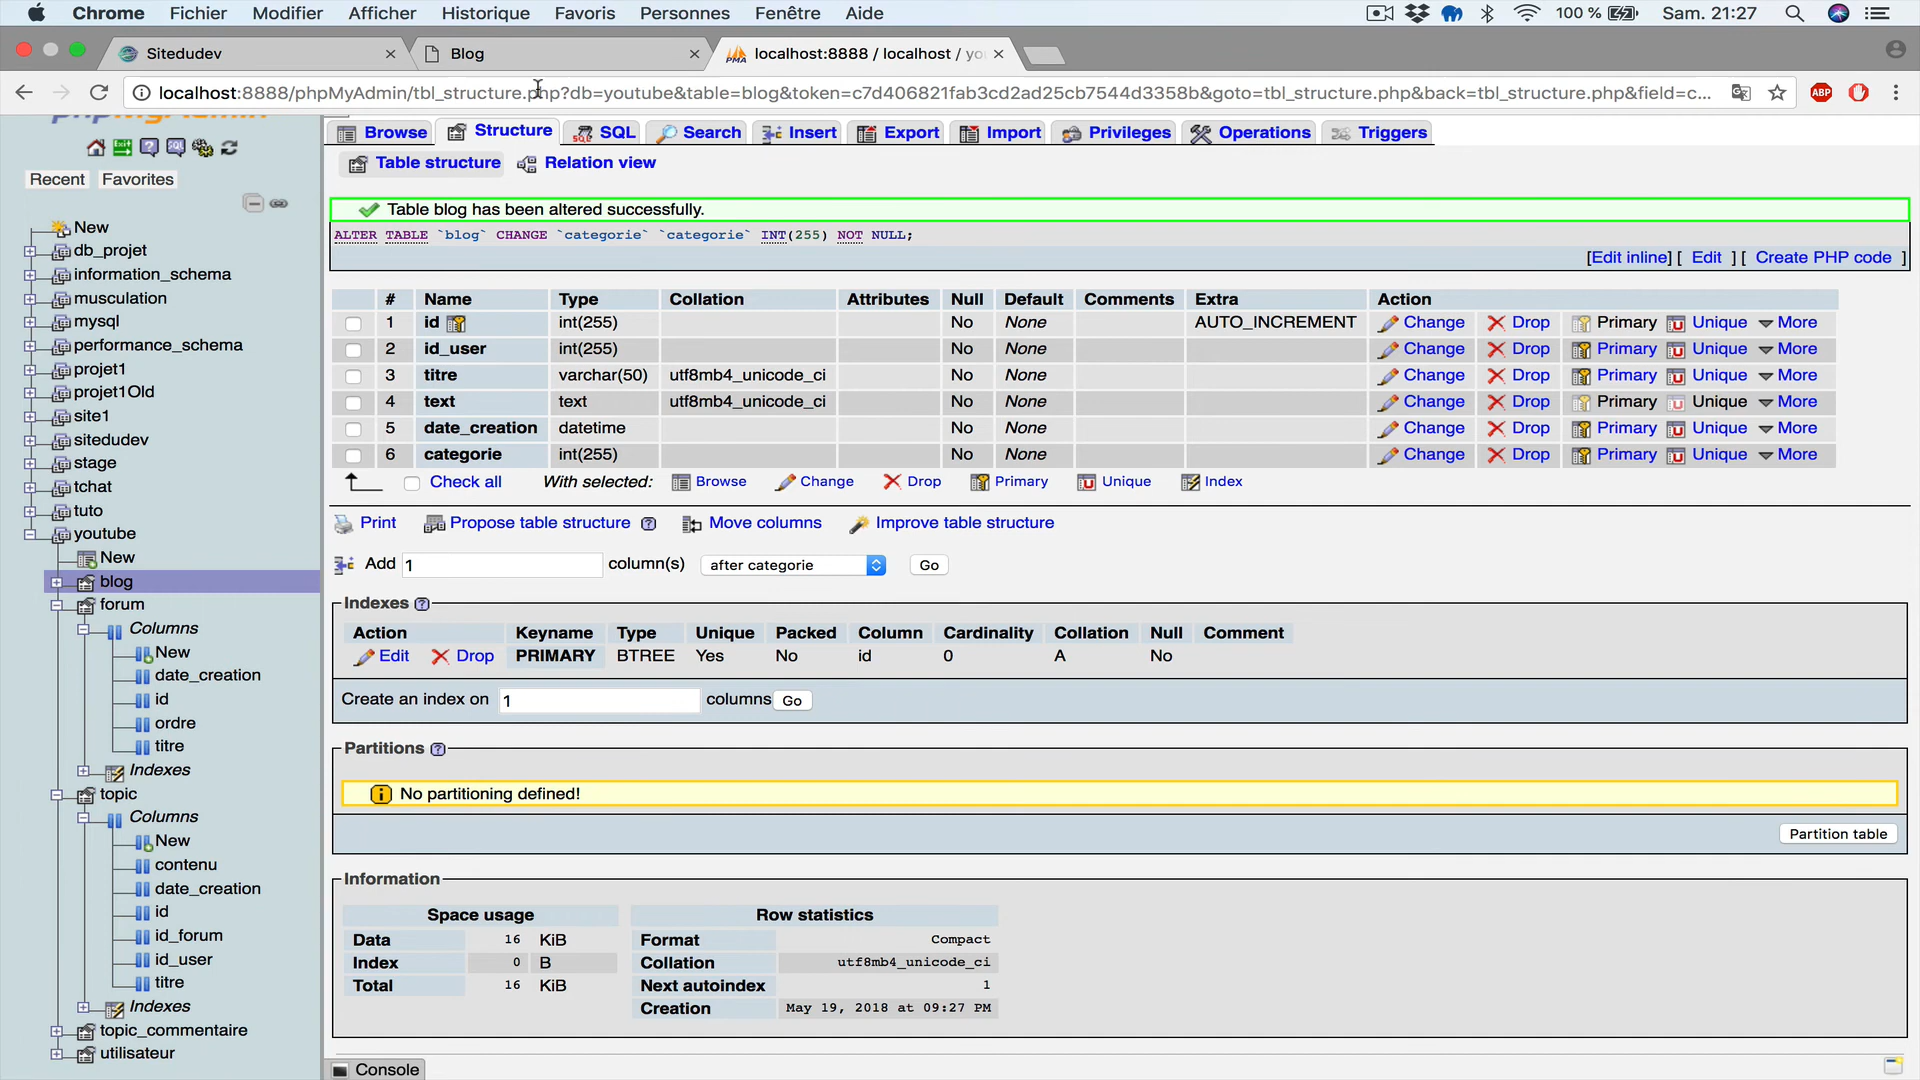 Chrome Fichier Modifier Afficher Historique Favoris Personnes Fenêtre Aide 100 % Sam. 21:27
Sitedudev Blog localhost:8888 / localhost / yo
localhost:8888/phpMyAdmin/tbl_structure.php?db=youtube&table=blog&token=c7d406821fab3cd2ad25cb7544d3358b&goto=tbl_structure.php&back=tbl_structure.php&field=c... ABP
Browse Structure SQL Search Insert Export Import Privileges Operations Triggers
Table structure Relation view
Recent Favorites
New
db_projet
information_schema
musculation
mysql
performance_schema
projet1
projet1Old
site1
sitedudev
stage
tchat
tuto
youtube
New
blog
forum
Columns
New
date_creation
id
ordre
titre
Indexes
topic
Columns
New
contenu
date_creation
id
id_forum
id_user
titre
Indexes
topic_commentaire
utilisateur
Table blog has been altered successfully.
ALTER TABLE `blog` CHANGE `categorie` `categorie` INT(255) NOT NULL;
[Edit inline] [ Edit ] [ Create PHP code ]
# Name Type Collation Attributes Null Default Comments Extra Action
1 id int(255) No None AUTO_INCREMENT Change Drop Primary Unique More
2 id_user int(255) No None Change Drop Primary Unique More
3 titre varchar(50) utf8mb4_unicode_ci No None Change Drop Primary Unique More
4 text text utf8mb4_unicode_ci No None Change Drop Primary Unique More
5 date_creation datetime No None Change Drop Primary Unique More
6 categorie int(255) No None Change Drop Primary Unique More
Check all With selected: Browse Change Drop Primary Unique Index
Print Propose table structure Move columns Improve table structure
Add 1 column(s) after categorie Go
Indexes
Action Keyname Type Unique Packed Column Cardinality Collation Null Comment
Edit Drop PRIMARY BTREE Yes No id 0 A No
Create an index on 1 columns Go
Partitions
No partitioning defined!
Partition table
Information
Space usage
Data 16 KiB
Index 0 B
Total 16 KiB
Row statistics
Format Compact
Collation utf8mb4_unicode_ci
Next autoindex 1
Creation May 19, 2018 at 09:27 PM
Console